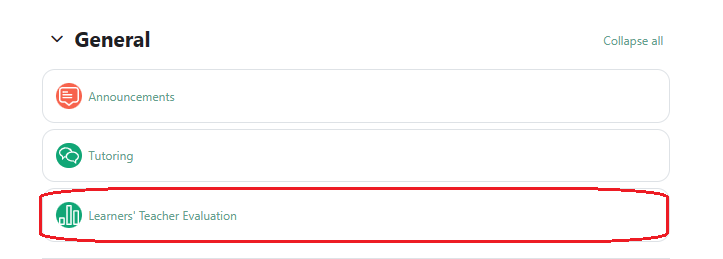 General
Collapse all
Announcements
Tutoring
Learners' Teacher Evaluation